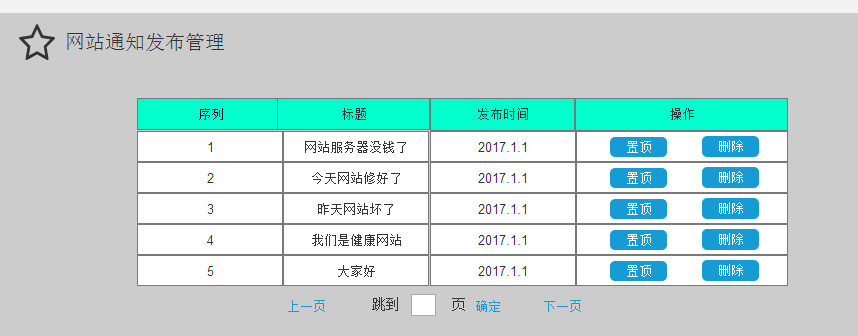 网站通知发布管理
序列 标题 发布时间 操作
1 网站服务器没钱了 2017.1.1 置顶 删除
2 今天网站修好了 2017.1.1 置顶 删除
3 昨天网站坏了 2017.1.1 置顶 删除
4 我们是健康网站 2017.1.1 置顶 删除
5 大家好 2017.1.1 置顶 删除
上一页 跳到 页 确定 下一页